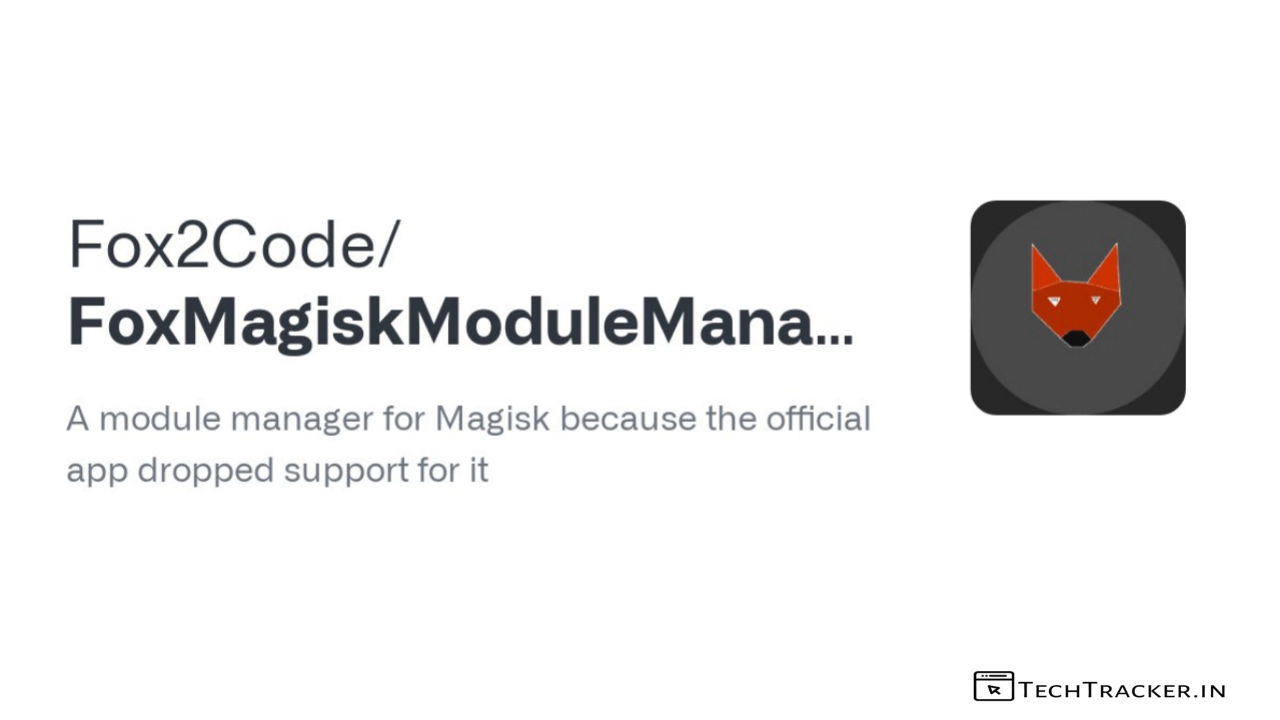 Fox2Code/
FoxMagiskModuleMana...
A module manager for Magisk because the official
app dropped support for it
TECHTRACKER.IN